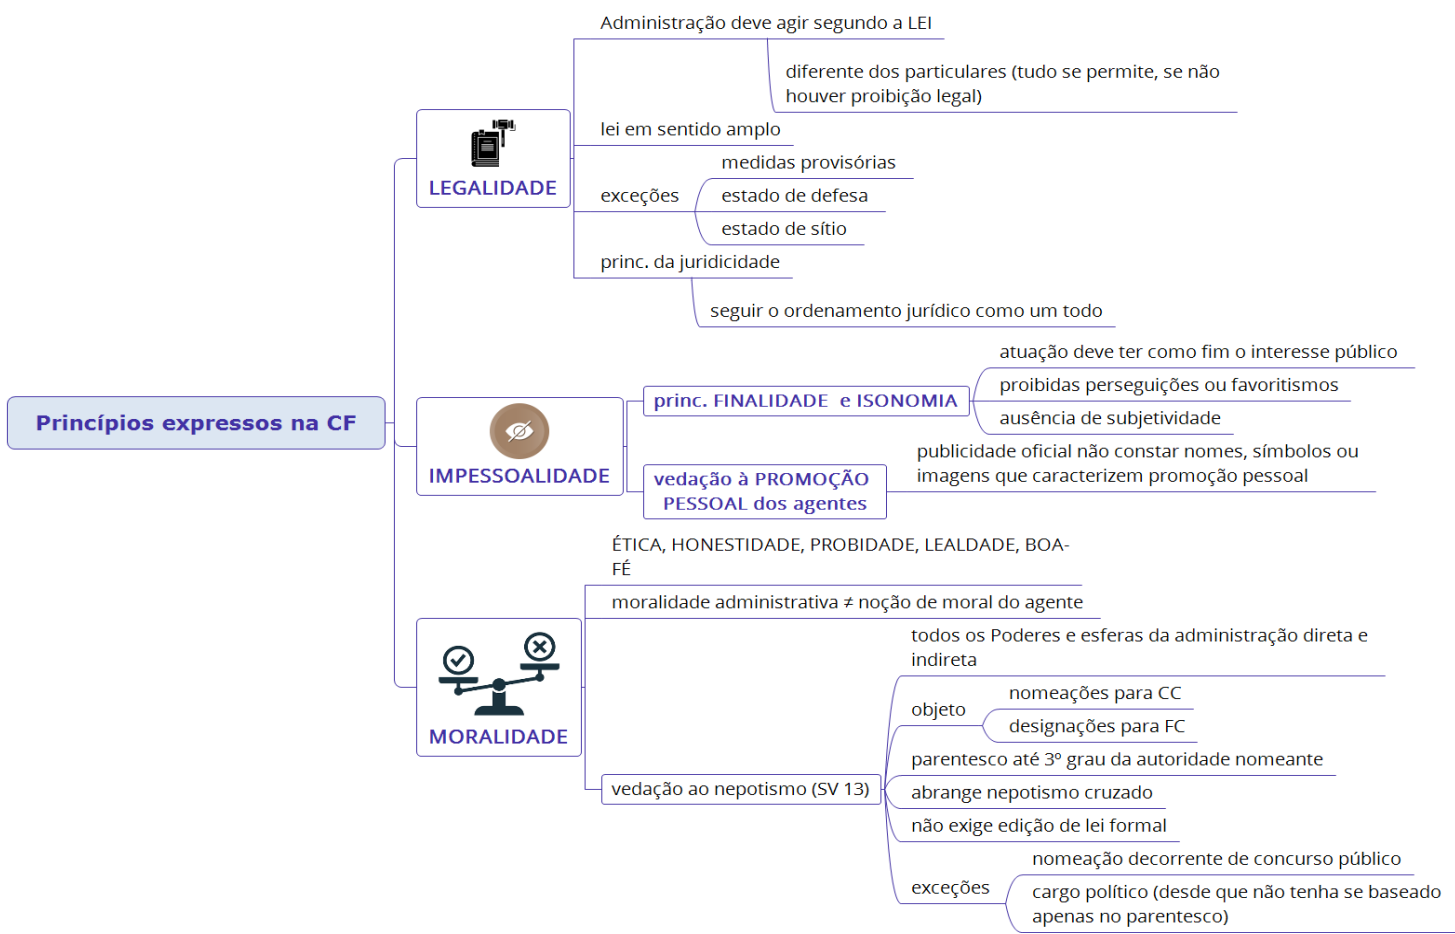 Princípios expressos na CF
LEGALIDADE
Administração deve agir segundo a LEI
diferente dos particulares (tudo se permite, se não
houver proibição legal)
lei em sentido amplo
exceções
medidas provisórias
estado de defesa
estado de sítio
princ. da juridicidade
seguir o ordenamento jurídico como um todo
IMPESSOALIDADE
princ. FINALIDADE e ISONOMIA
atuação deve ter como fim o interesse público
proibidas perseguições ou favoritismos
ausência de subjetividade
vedação à PROMOÇÃO
PESSOAL dos agentes
publicidade oficial não constar nomes, símbolos ou
imagens que caracterizem promoção pessoal
MORALIDADE
ÉTICA, HONESTIDADE, PROBIDADE, LEALDADE, BOA-
FÉ
moralidade administrativa ≠ noção de moral do agente
vedação ao nepotismo (SV 13)
todos os Poderes e esferas da administração direta e
indireta
objeto
nomeações para CC
designações para FC
parentesco até 3º grau da autoridade nomeante
abrange nepotismo cruzado
não exige edição de lei formal
exceções
nomeação decorrente de concurso público
cargo político (desde que não tenha se baseado
apenas no parentesco)